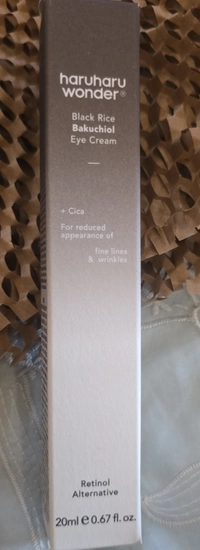 haruharu
wonder®
Black Rice
Bakuchiol
Eye Cream
+ Cica
For reduced
appearance of
fine lines
& wrinkles
Retinol
Alternative
20ml ℮ 0.67 fl. oz.